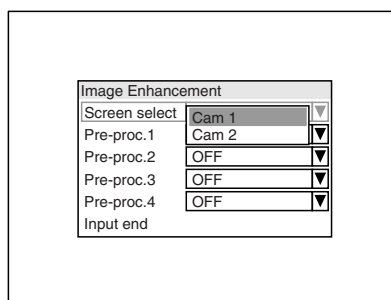 Image Enhancement
Screen select Cam 1
Pre-proc.1 Cam 2
Pre-proc.2 OFF
Pre-proc.3 OFF
Pre-proc.4 OFF
Input end